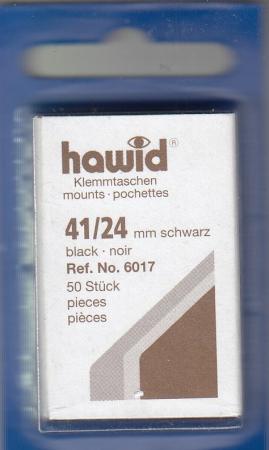 hawid®
Klemmtaschen
mounts · pochettes
41/24 mm schwarz
black · noir
Ref. No. 6017
50 Stück
pieces
pièces